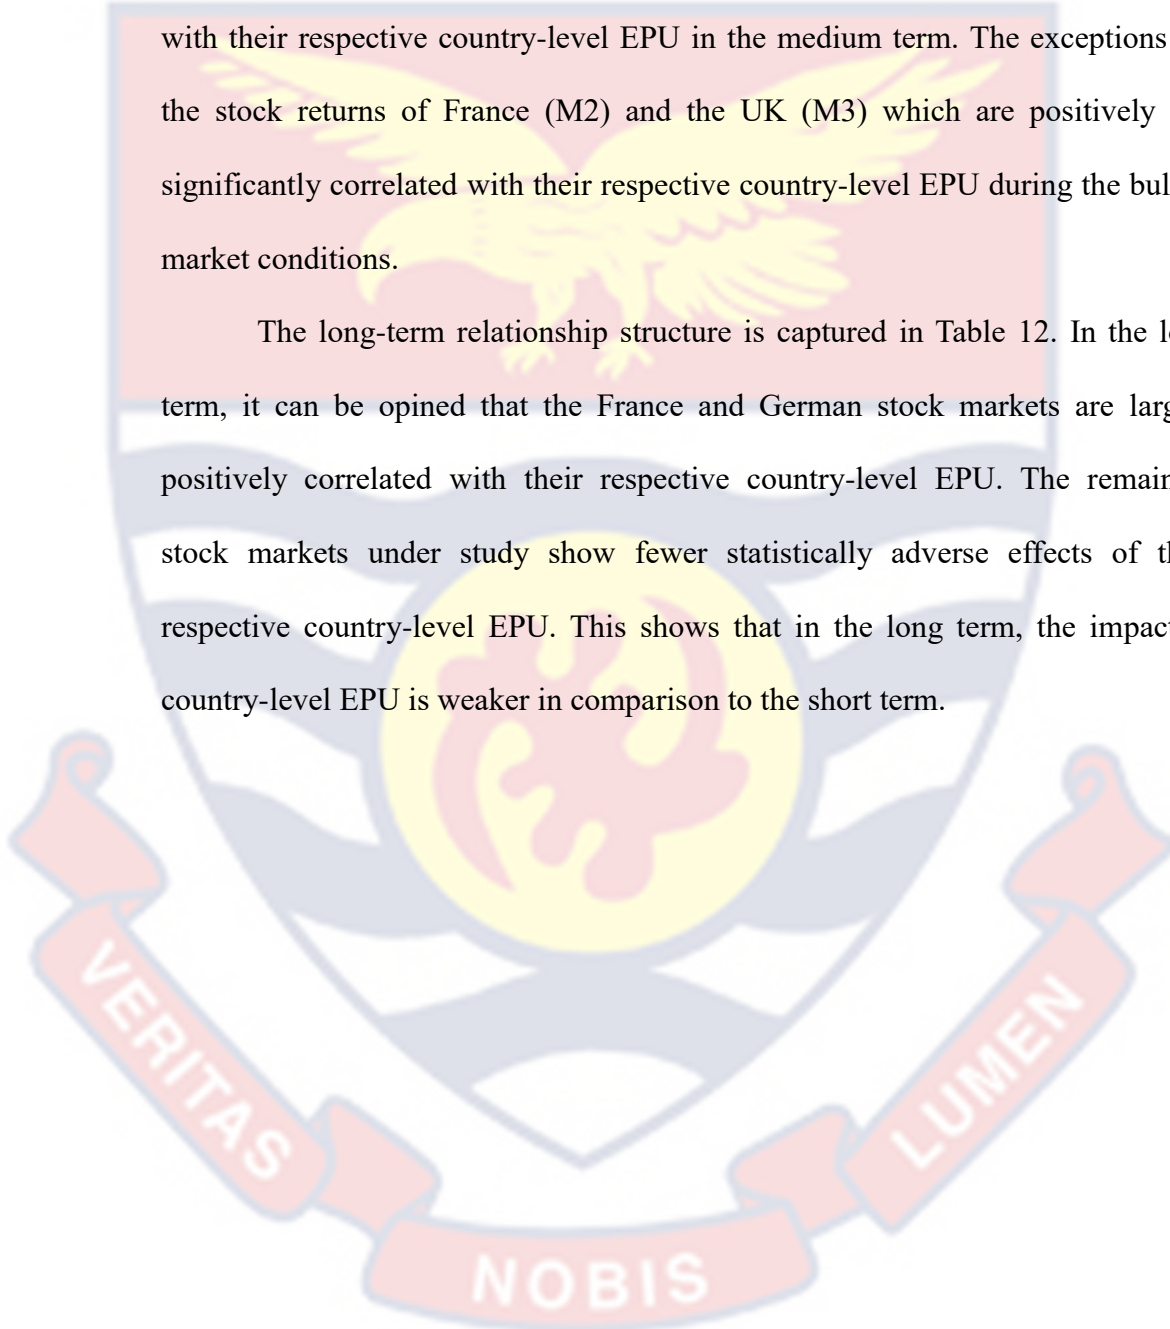 with their respective country-level EPU in the medium term. The exceptions
the stock returns of France (M2) and the UK (M3) which are positively
significantly correlated with their respective country-level EPU during the
market conditions.
The long-term relationship structure is captured in Table 12. In the
term, it can be opined that the France and German stock markets are
positively correlated with their respective country-level EPU. The
stock markets under study show fewer statistically adverse effects of
respective country-level EPU. This shows that in the long term, the impact
country-level EPU is weaker in comparison to the short term.
VERITAS
NOBIS
LUMEN